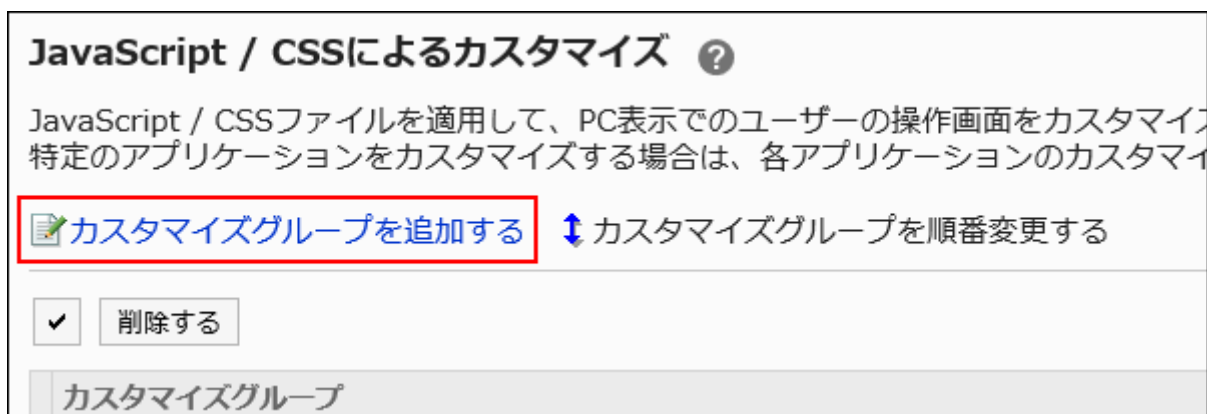 JavaScript / CSSによるカスタマイズ ?
JavaScript / CSSファイルを適用して、PC表示でのユーザーの操作画面をカスタマイズ
特定のアプリケーションをカスタマイズする場合は、各アプリケーションのカスタマイ
カスタマイズグループを追加する カスタマイズグループを順番変更する
削除する
カスタマイズグループ